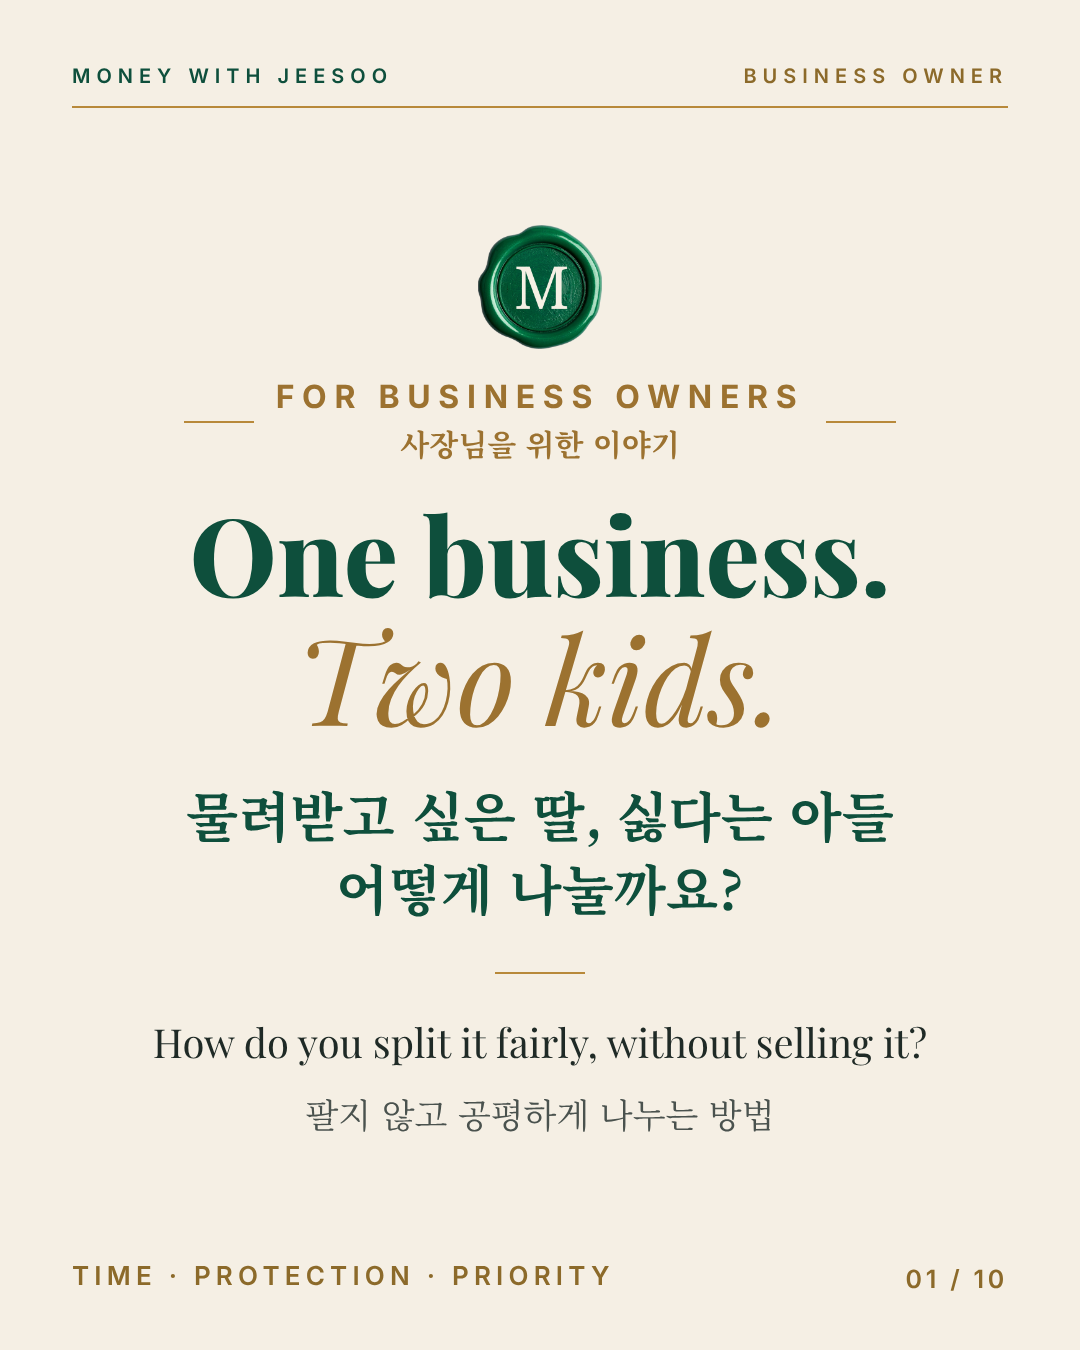 MONEY WITH JEESOO
BUSINESS OWNER
M
FOR BUSINESS OWNERS
사장님을 위한 이야기
One business.
Two kids.
물려받고 싶은 딸, 싫다는 아들
어떻게 나눌까요?
How do you split it fairly, without selling it?
팔지 않고 공평하게 나누는 방법
TIME · PROTECTION · PRIORITY
01 / 10